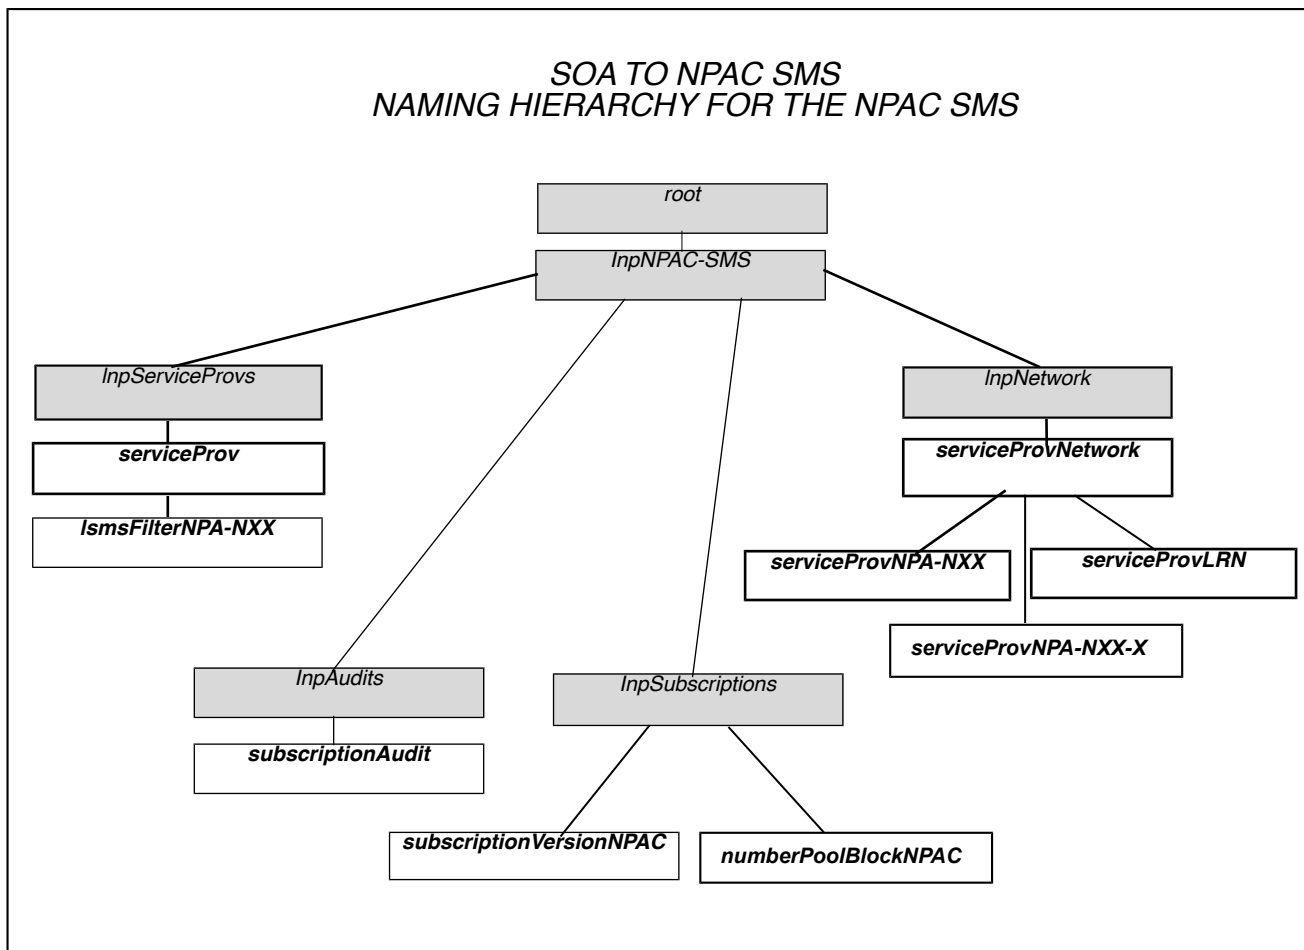 SOA TO NPAC SMS
NAMING HIERARCHY FOR THE NPAC SMS
root
lnpNPAC-SMS
lnpServiceProvs
lnpNetwork
serviceProv
serviceProvNetwork
lsmsFilterNPA-NXX
serviceProvNPA-NXX
serviceProvLRN
serviceProvNPA-NXX-X
lnpAudits
lnpSubscriptions
subscriptionAudit
subscriptionVersionNPAC
numberPoolBlockNPAC